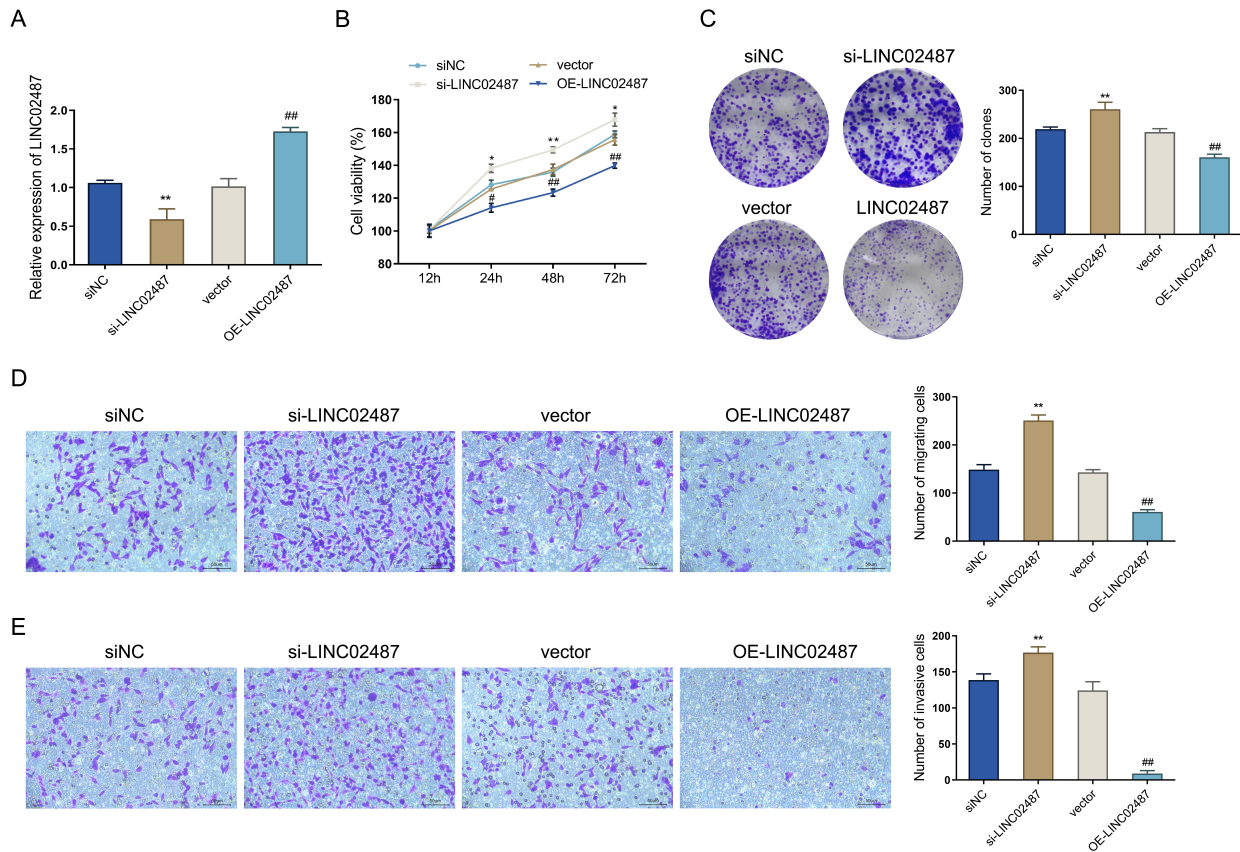 A
Relative expression of LINC02487
2.0
1.5
1.0
0.5
0.0
**
##
siNC
si-LINC02487
vector
OE-LINC02487
B
siNC
vector
si-LINC02487
OE-LINC02487
Cell viability (%)
180
160
140
120
100
80
*
**
*
#
##
##
12h
24h
48h
72h
C
siNC
si-LINC02487
vector
LINC02487
Number of clones
300
200
100
0
**
##
siNC
si-LINC02487
vector
OE-LINC02487
D
siNC
si-LINC02487
vector
OE-LINC02487
50um
50um
Number of migrating cells
300
200
100
0
**
##
siNC
si-LINC02487
vector
OE-LINC02487
E
siNC
si-LINC02487
vector
OE-LINC02487
Number of invasive cells
200
150
100
50
0
**
##
siNC
si-LINC02487
vector
OE-LINC02487